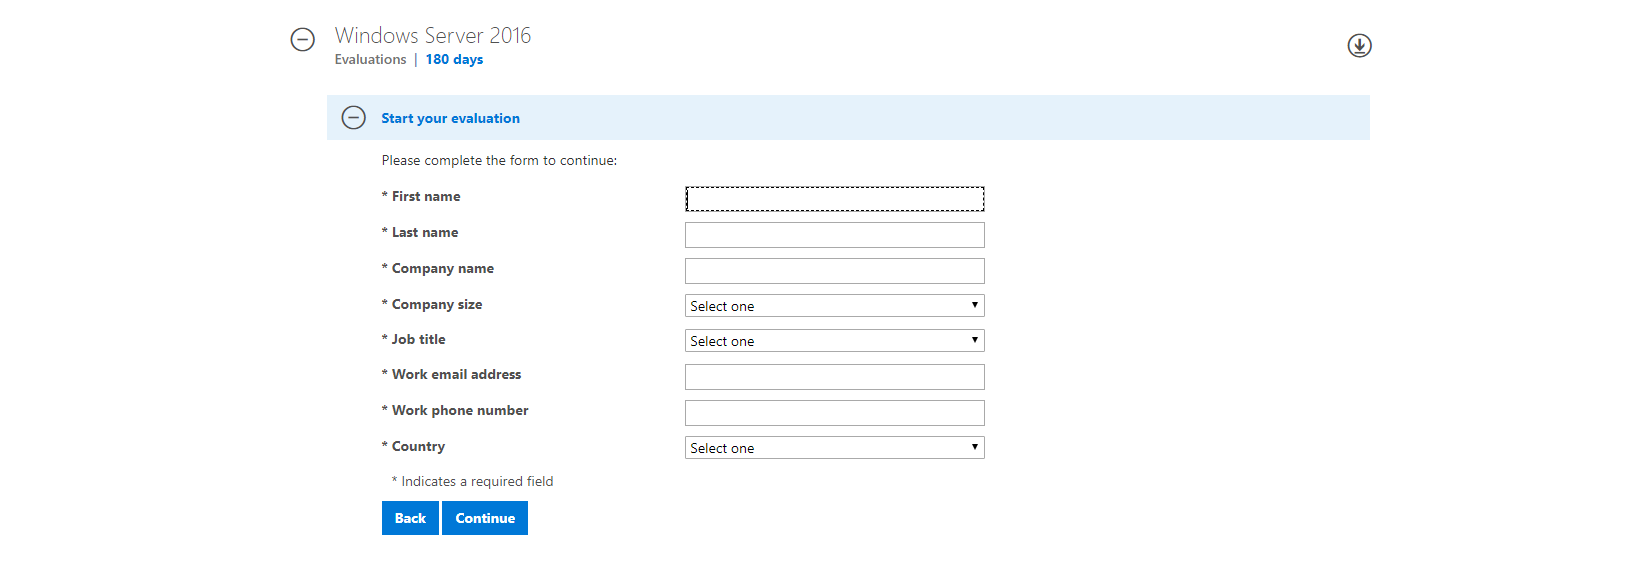 Windows Server 2016
Evaluations | 180 days
Start your evaluation
Please complete the form to continue:
* First name
* Last name
* Company name
* Company size Select one
* Job title Select one
* Work email address
* Work phone number
* Country Select one
* Indicates a required field
Back Continue